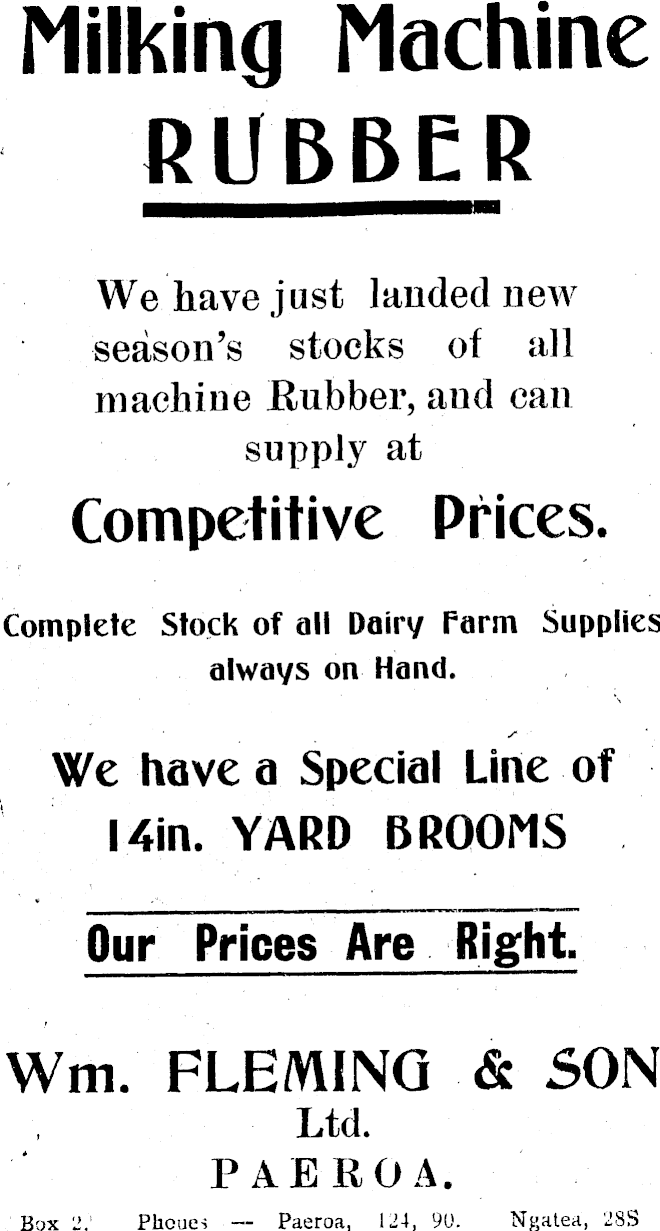 Milking Machine
RUBBER
We have just landed new
season's stocks of all
machine Rubber, and can
supply at
Competitive Prices.
Complete Stock of all Dairy Farm Supplies
always on Hand.
We have a Special Line of
14in. YARD BROOMS
Our Prices Are Right.
Wm. FLEMING & SON
Ltd.
PAEROA.
Box 2. Phones — Paeroa, 124, 90. Ngatea, 28S